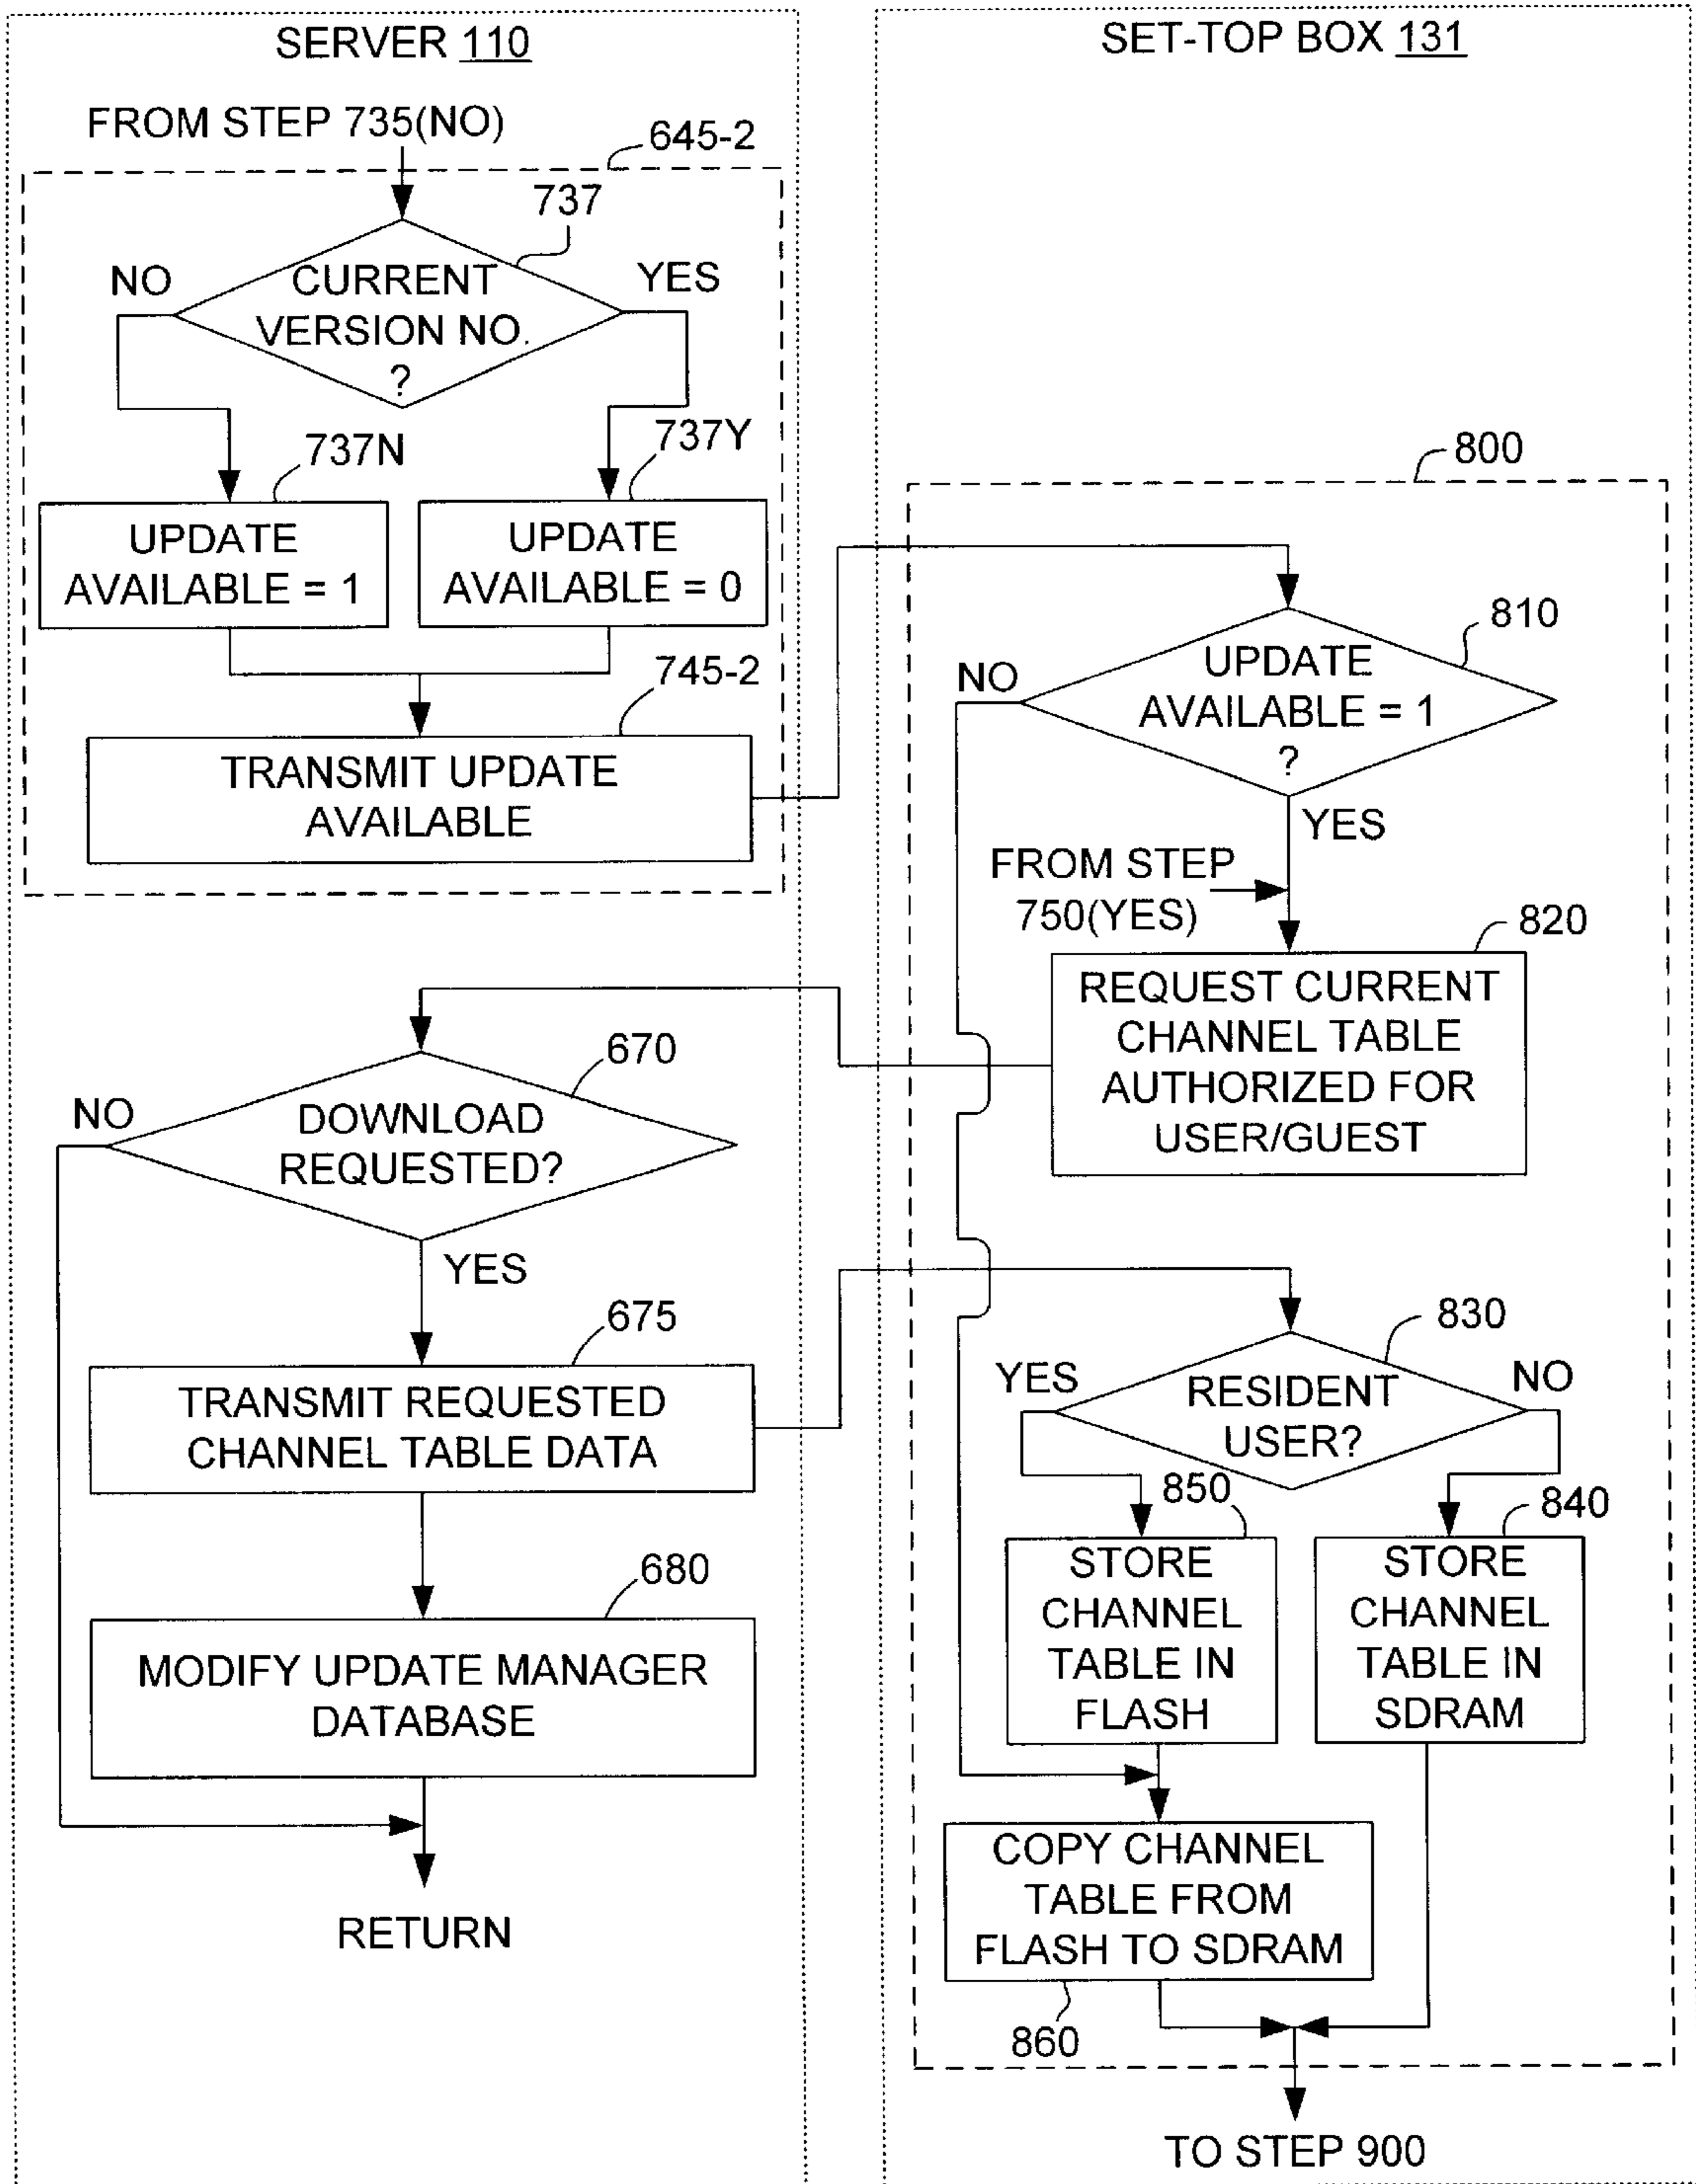 SERVER 110
FROM STEP 735(NO)
645-2
737
NO
YES
CURRENT
VERSION NO.
?
737N
737Y
UPDATE
AVAILABLE = 1
UPDATE
AVAILABLE = 0
745-2
TRANSMIT UPDATE
AVAILABLE
670
NO
DOWNLOAD
REQUESTED?
YES
675
TRANSMIT REQUESTED
CHANNEL TABLE DATA
680
MODIFY UPDATE MANAGER
DATABASE
RETURN
SET-TOP BOX 131
800
810
NO
UPDATE
AVAILABLE = 1
?
YES
FROM STEP
750(YES)
820
REQUEST CURRENT
CHANNEL TABLE
AUTHORIZED FOR
USER/GUEST
830
YES
NO
RESIDENT
USER?
850
840
STORE
CHANNEL
TABLE IN
FLASH
STORE
CHANNEL
TABLE IN
SDRAM
COPY CHANNEL
TABLE FROM
FLASH TO SDRAM
860
TO STEP 900